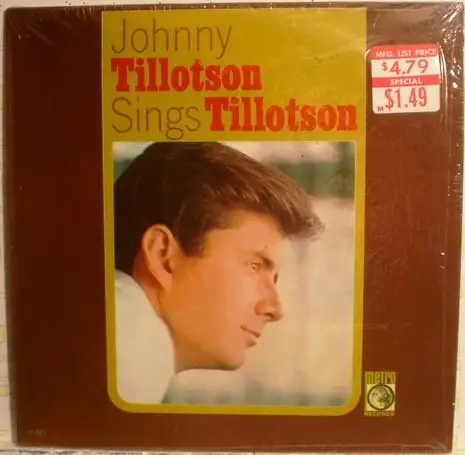 Johnny
Tillotson
Sings Tillotson
MFG. LIST PRICE
$4.79
SPECIAL
M $1.49
metro
RECORDS